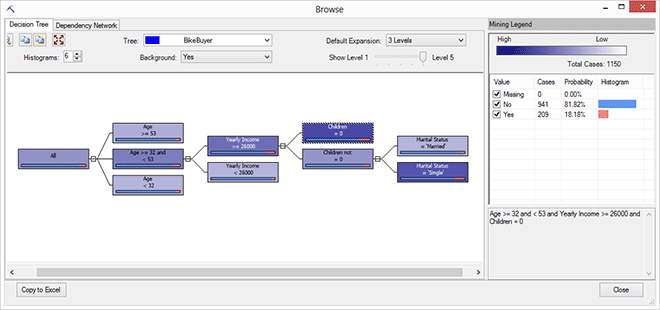 Browse
Decision Tree Dependency Network
Mining Legend
Tree: BikeBuyer Default Expansion: 3 Levels
Histograms: 6 Background: Yes Show Level 1 Level 5
High Low
Total Cases: 1150
Value Cases Probability Histogram
Missing 0 0.00%
No 941 81.82%
Yes 209 18.18%
All
Age
>= 53
Age >= 32 and
< 53
Age
< 32
Yearly Income
>= 26000
Yearly Income
< 26000
Children
= 0
Children not
= 0
Marital Status
= 'Married'
Marital Status
= 'Single'
Age >= 32 and < 53 and Yearly Income >= 26000 and
Children = 0
Copy to Excel
Close